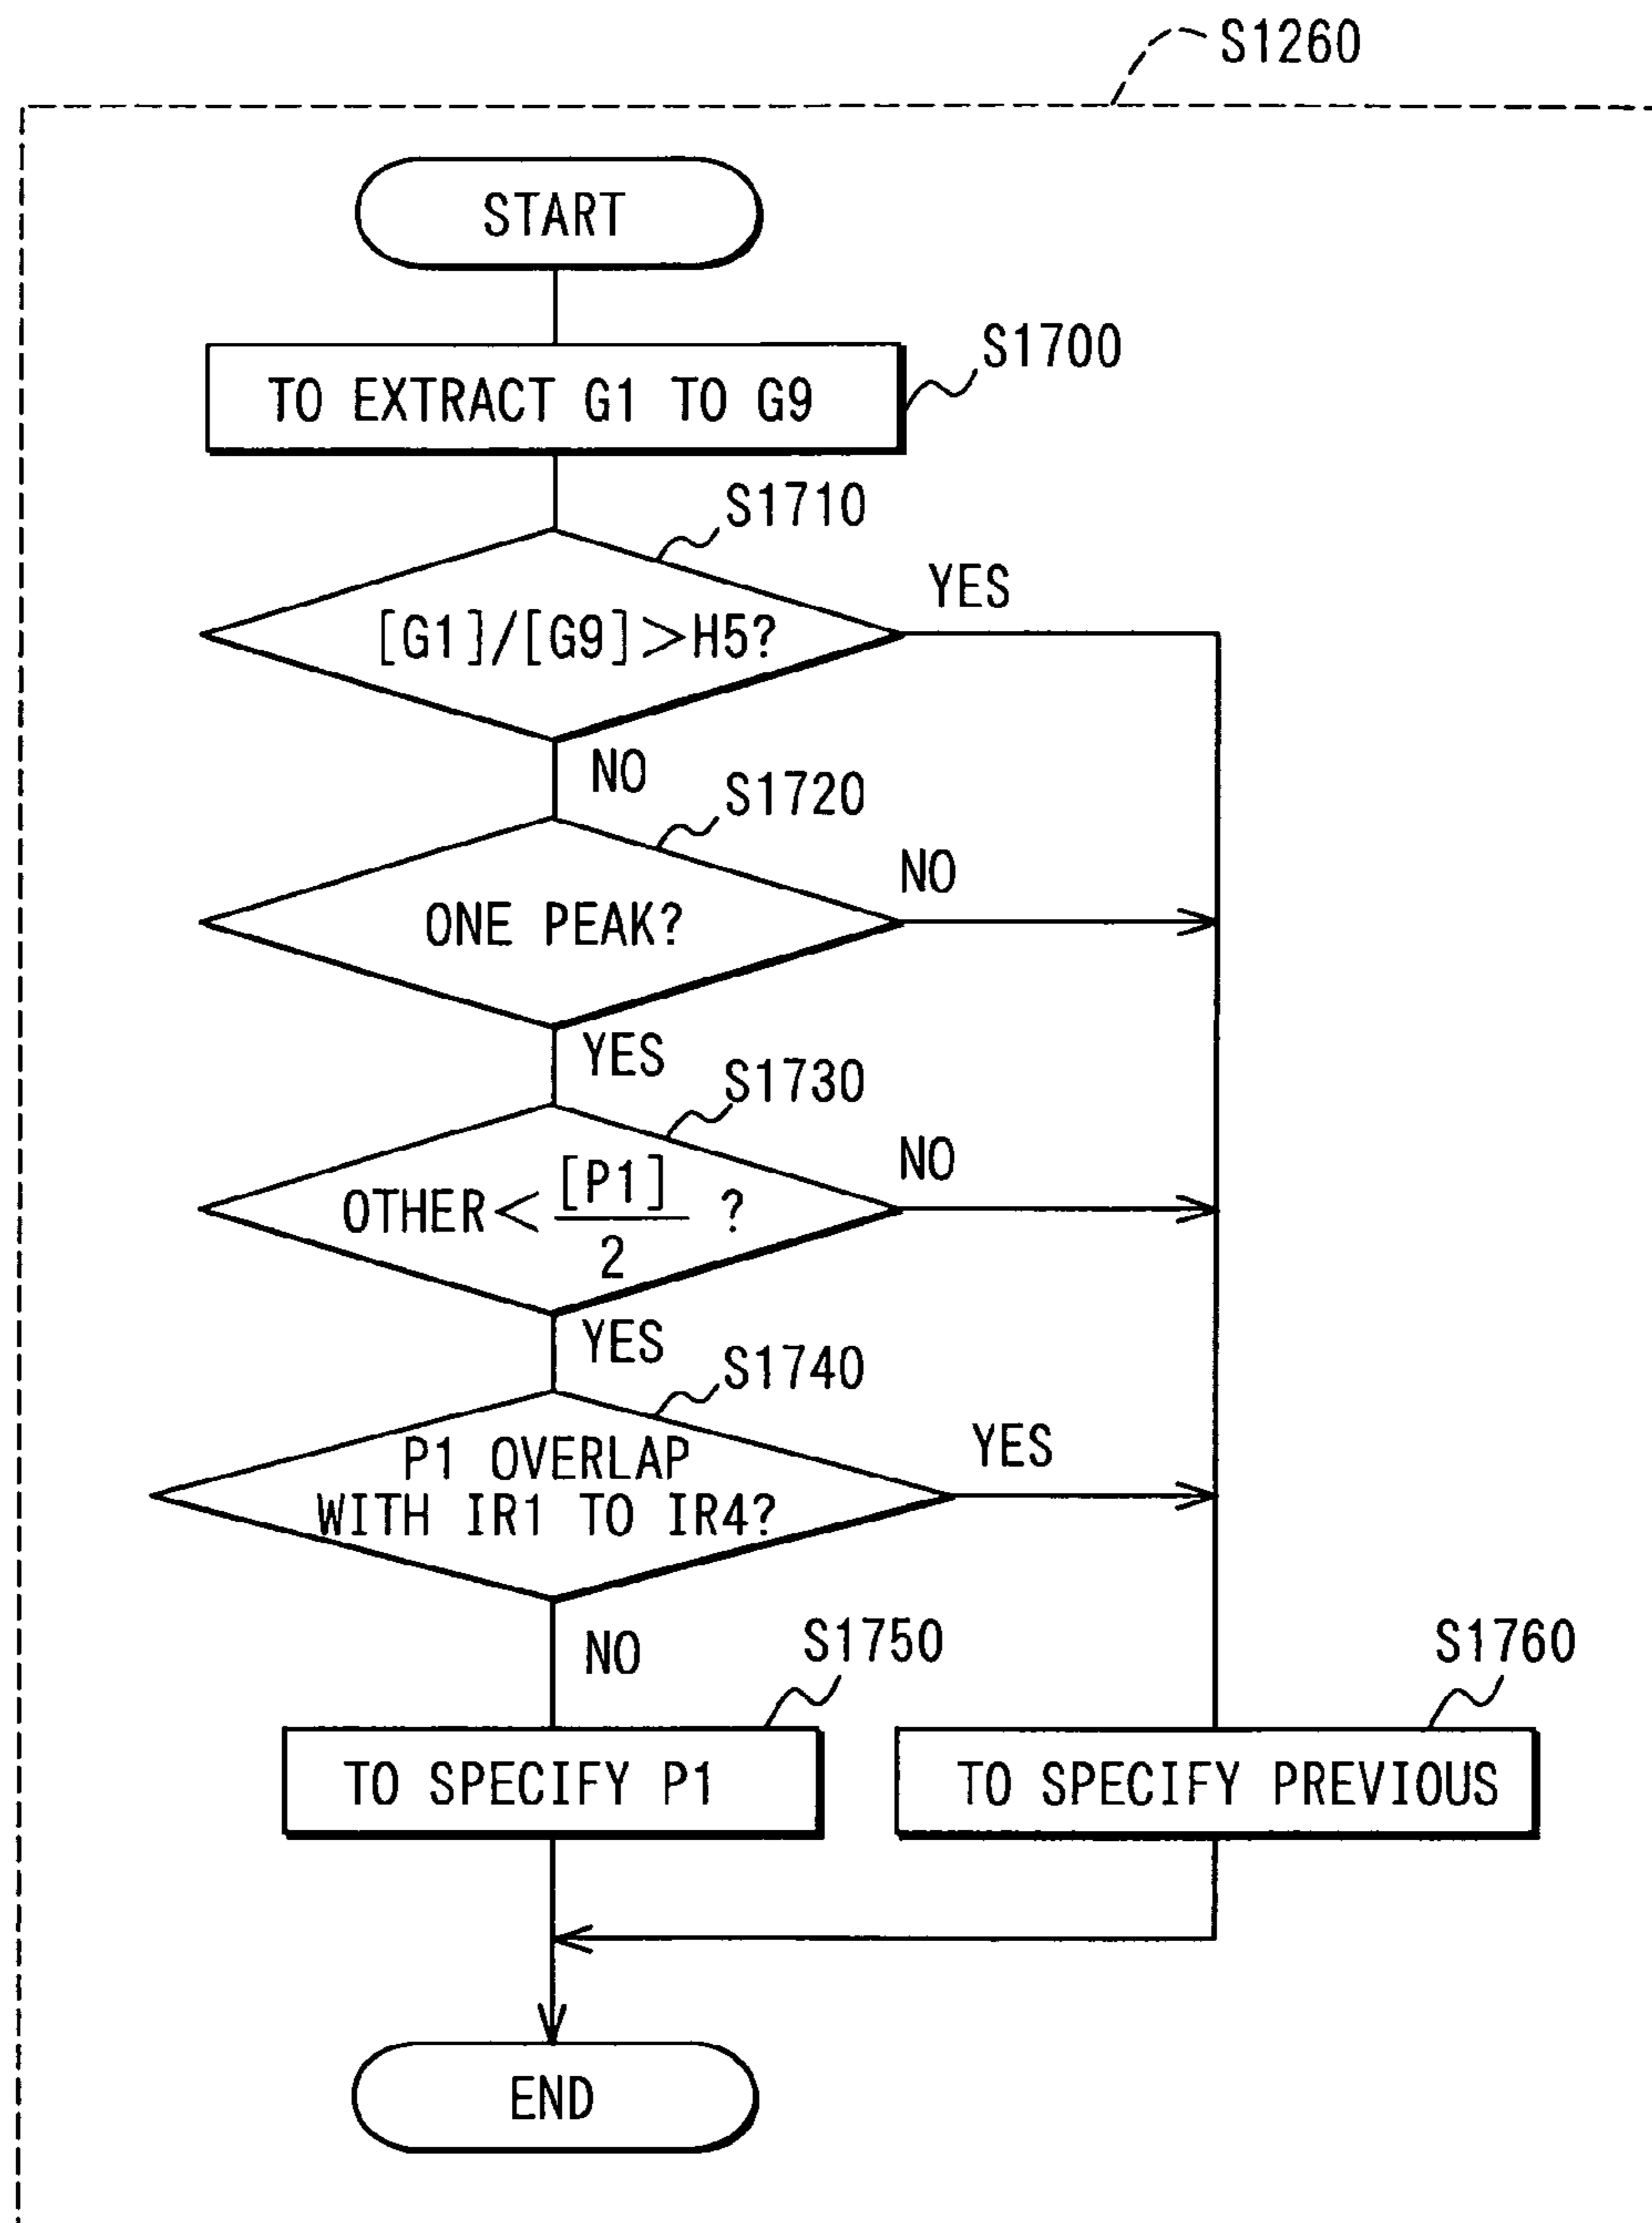 S1260
START
S1700
TO EXTRACT G1 TO G9
S1710
YES
[G1]/[G9]>H5?
NO
S1720
NO
ONE PEAK?
YES
S1730
NO
[P1]
OTHER< ?
2
YES
S1740
P1 OVERLAP
YES
WITH IR1 TO IR4?
NO
S1750
S1760
TO SPECIFY P1
TO SPECIFY PREVIOUS
END